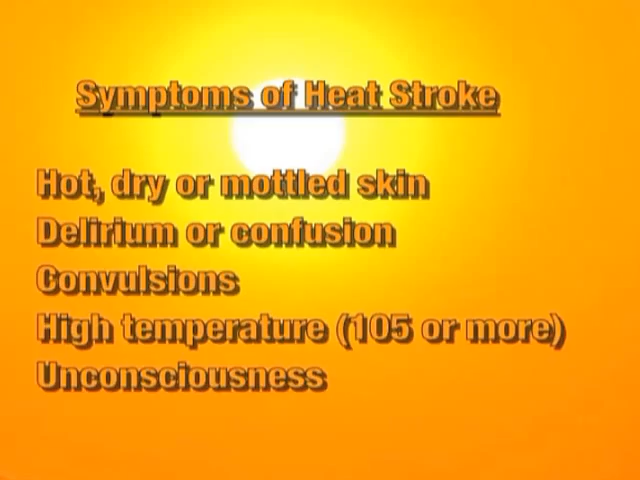 Symptoms of Heat Stroke
Hot, dry or mottled skin
Delirium or confusion
Convulsions
High temperature (105 or more)
Unconsciousness